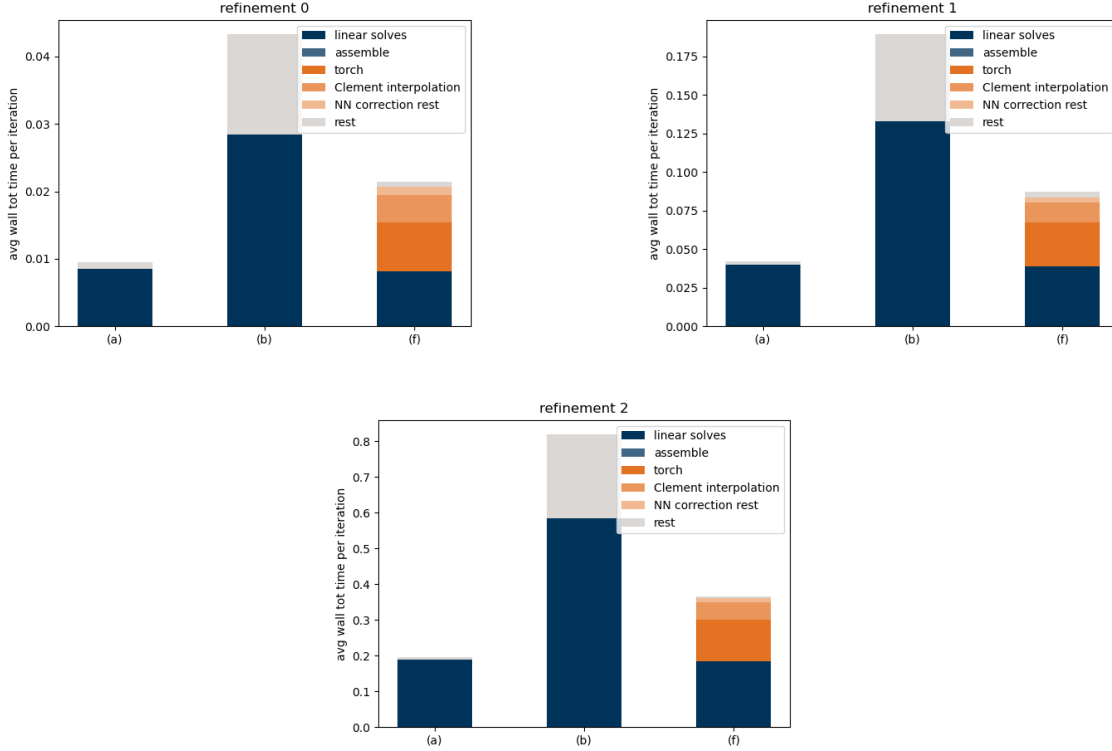 refinement 0
avg wall tot time per iteration
0.04
0.03
0.02
0.01
0.00
linear solves
assemble
torch
Clement interpolation
NN correction rest
rest
(a) (b) (f)
refinement 1
avg wall tot time per iteration
0.175
0.150
0.125
0.100
0.075
0.050
0.025
0.000
linear solves
assemble
torch
Clement interpolation
NN correction rest
rest
(a) (b) (f)
refinement 2
avg wall tot time per iteration
0.8
0.7
0.6
0.5
0.4
0.3
0.2
0.1
0.0
linear solves
assemble
torch
Clement interpolation
NN correction rest
rest
(a) (b) (f)